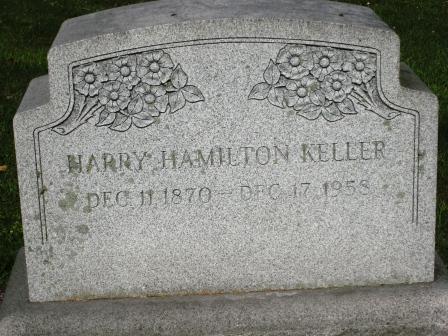 HARRY HAMILTON KELLER
DEC. 11, 1870 – DEC. 17, 1958